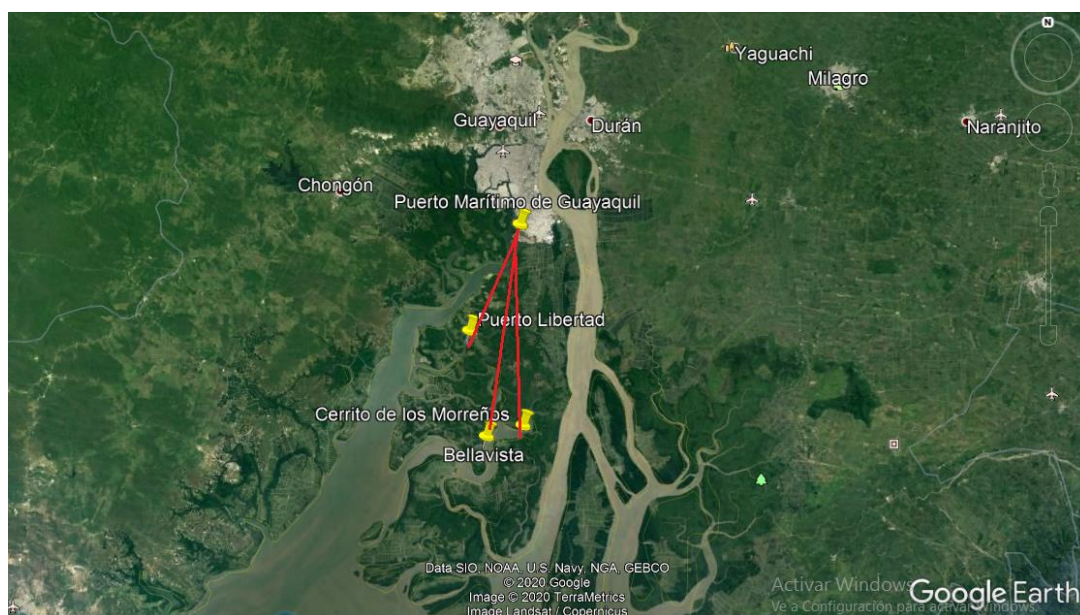 N
Yaguachi
Milagro
Guayaquil
Durán
Naranjito
Chongón
Puerto Marítimo de Guayaquil
Puerto Libertad
Cerrito de los Morreños
Bellavista
Data SIO, NOAA, U.S. Navy, NGA, GEBCO
© 2020 Google
Image © 2020 TerraMetrics
Image Landsat / Copernicus
Activar Windows
Ve a Configuración para activar Windows.
Google Earth